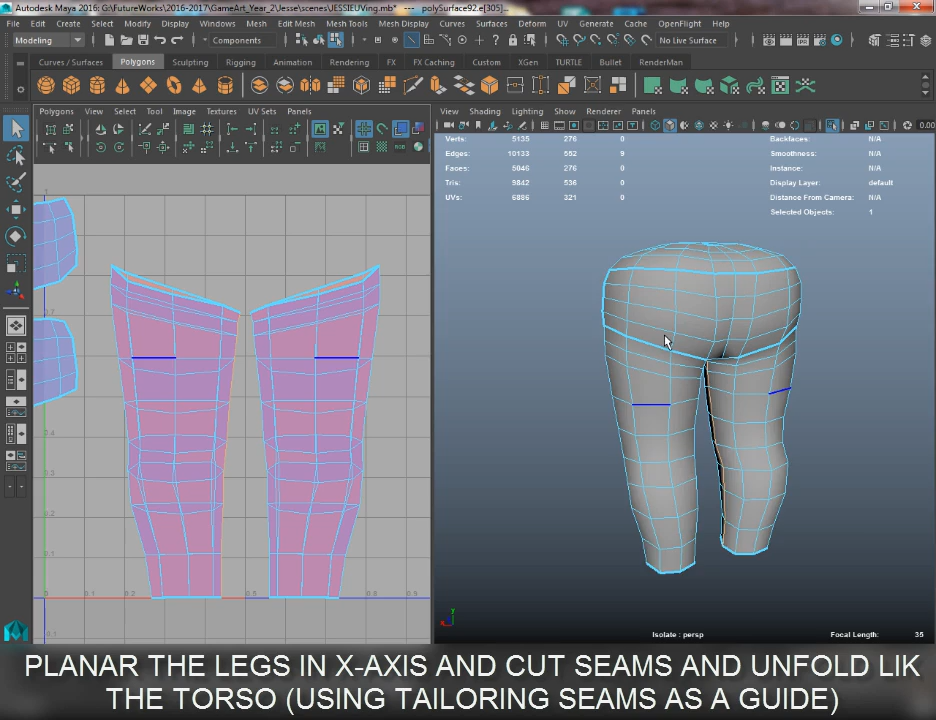 Autodesk Maya 2016: G:\FutureWorks\2016-2017\GameArt_Year_2\Jesse\scenes\JESSIEUVing.mb* --- polySurface92.e[305]...
File Edit Create Select Modify Display Windows Mesh Edit Mesh Mesh Tools Mesh Display Curves Surfaces Deform UV Generate Cache OpenFlight Help
Modeling Components No Live Surface
Curves / Surfaces Polygons Sculpting Rigging Animation Rendering FX FX Caching Custom XGen TURTLE Bullet RenderMan
Polygons View Select Tool Image Textures UV Sets Panels
View Shading Lighting Show Renderer Panels
0.00
Verts: 5135 276 0 Backfaces: N/A
Edges: 10133 552 9 Smoothness: N/A
Faces: 5046 276 0 Instance: N/A
Tris: 9842 536 0 Display Layer: default
UVs: 6886 321 0 Distance From Camera: N/A
Selected Objects: 1
Isolate : persp Focal Length: 35
PLANAR THE LEGS IN X-AXIS AND CUT SEAMS AND UNFOLD LIK
THE TORSO (USING TAILORING SEAMS AS A GUIDE)